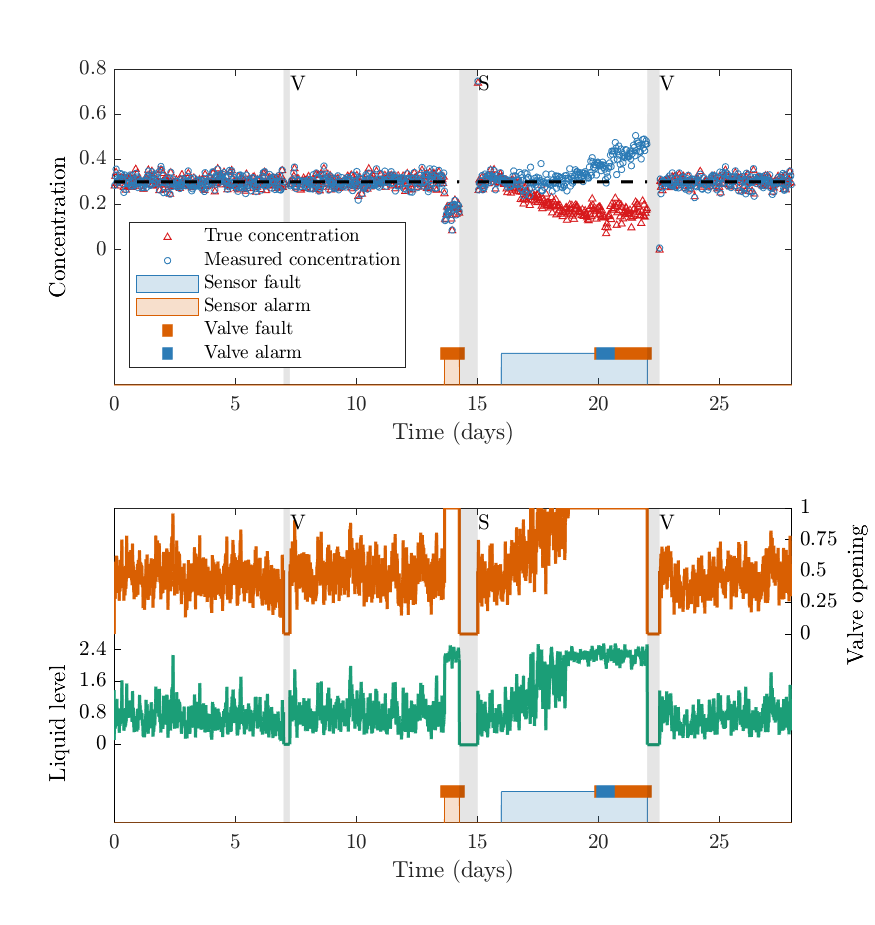 0.8
0.6
0.4
0.2
0
Concentration
V
S
V
True concentration
Measured concentration
Sensor fault
Sensor alarm
Valve fault
Valve alarm
0 5 10 15 20 25
Time (days)
V
S
V
1
0.75
0.5
0.25
0
Valve opening
2.4
1.6
0.8
0
Liquid level
0 5 10 15 20 25
Time (days)